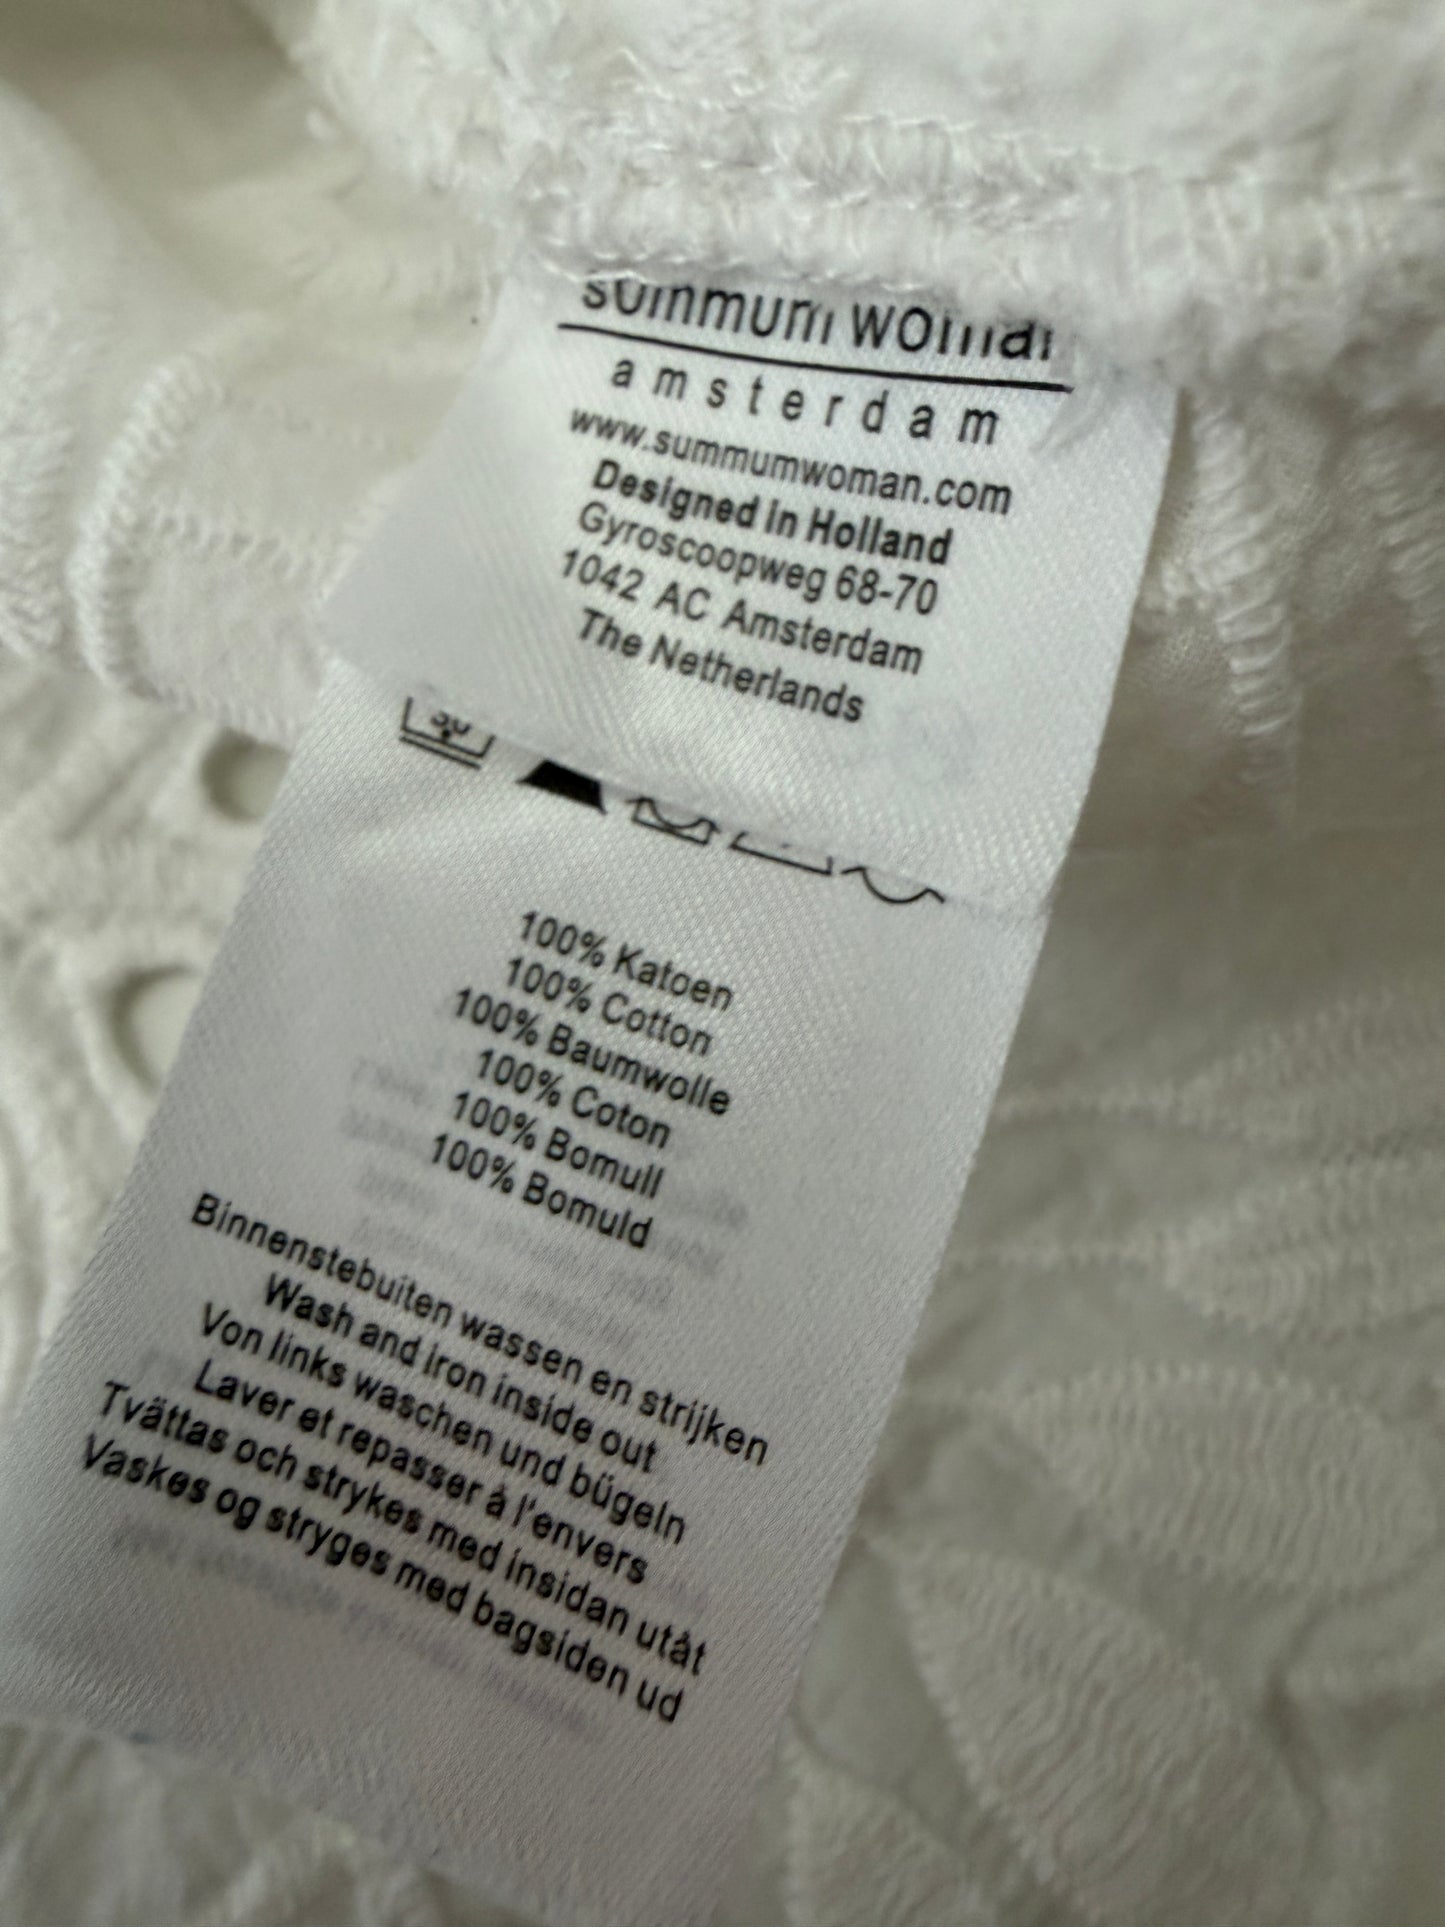 summum woman
amsterdam
www.summumwoman.com
Designed in Holland
Gyroscoopweg 68-70
1042 AC Amsterdam
The Netherlands
30
100% Katoen
100% Cotton
100% Baumwolle
100% Coton
100% Bomull
100% Bomuld
Binnenstebuiten wassen en strijken
Wash and iron inside out
Von links waschen und bügeln
Laver et repasser à l'envers
Tvättas och strykes med insidan utåt
Vaskes og stryges med bagsiden ud